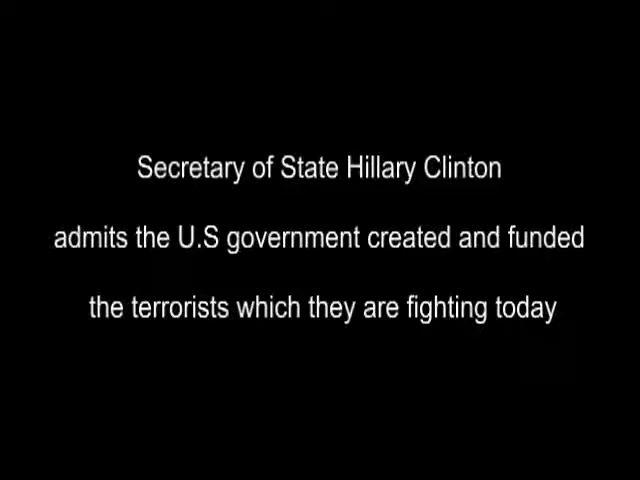 Secretary of State Hillary Clinton
admits the U.S government created and funded
the terrorists which they are fighting today